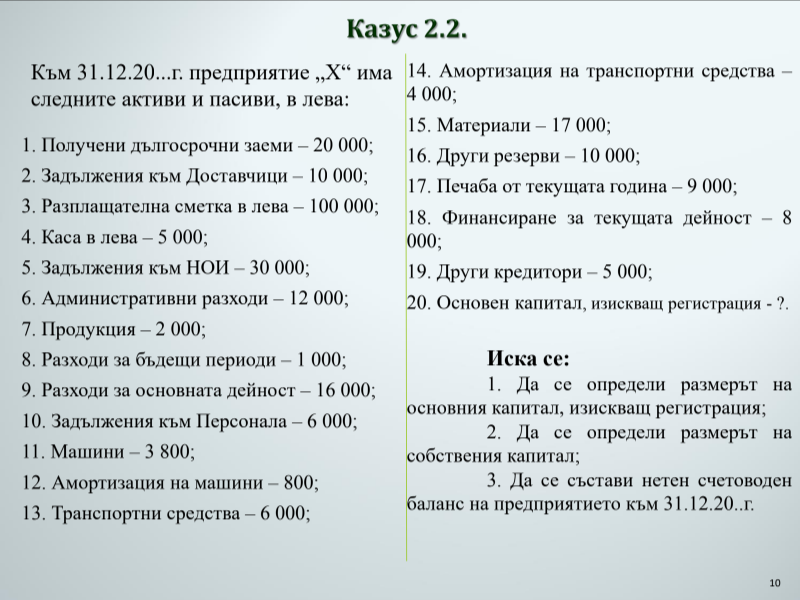 Казус 2.2.
Към 31.12.20...г. предприятие „X“ има
следните активи и пасиви, в лева:
1. Получени дългосрочни заеми – 20 000;
2. Задължения към Доставчици – 10 000;
3. Разплащателна сметка в лева – 100 000;
4. Каса в лева – 5 000;
5. Задължения към НОИ – 30 000;
6. Административни разходи – 12 000;
7. Продукция – 2 000;
8. Разходи за бъдещи периоди – 1 000;
9. Разходи за основната дейност – 16 000;
10. Задължения към Персонала – 6 000;
11. Машини – 3 800;
12. Амортизация на машини – 800;
13. Транспортни средства – 6 000;
14. Амортизация на транспортни средства –
4 000;
15. Материали – 17 000;
16. Други резерви – 10 000;
17. Печаба от текущата година – 9 000;
18. Финансиране за текущата дейност – 8
000;
19. Други кредитори – 5 000;
20. Основен капитал, изискващ регистрация - ?.
Иска се:
1. Да се определи размерът на
основния капитал, изискващ регистрация;
2. Да се определи размерът на
собствения капитал;
3. Да се състави нетен счетоводен
баланс на предприятието към 31.12.20..г.
10